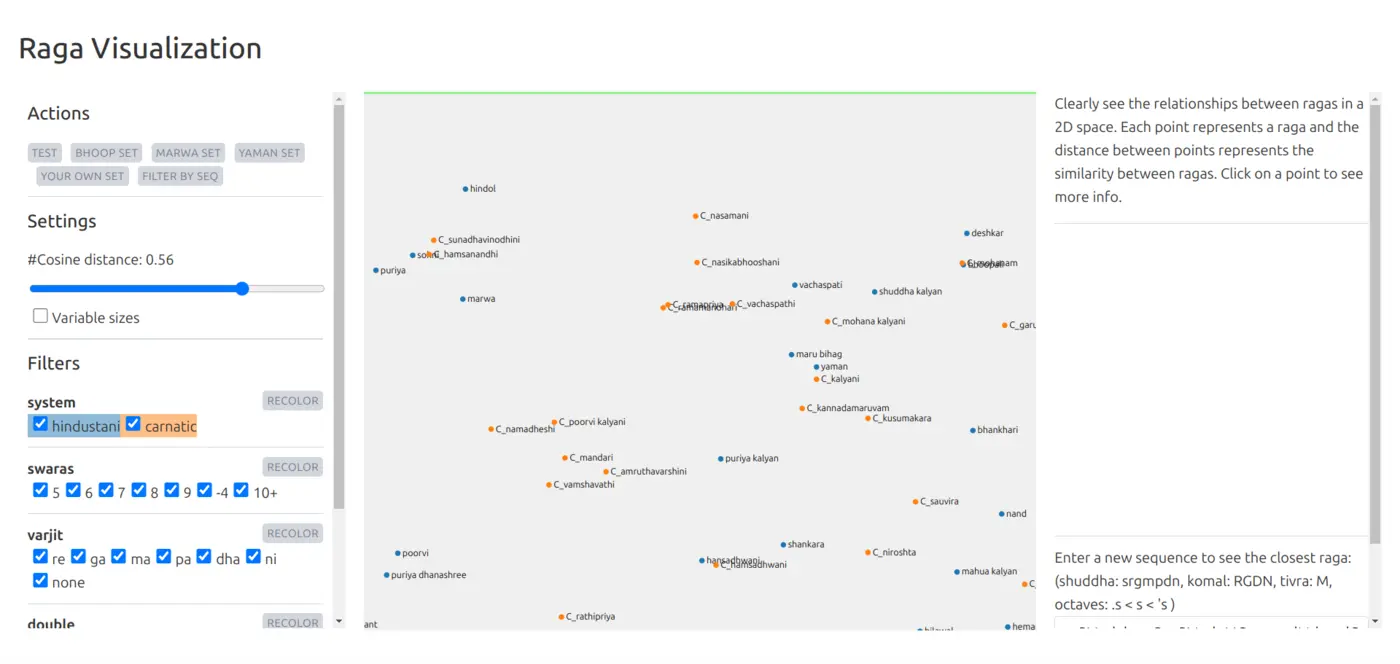 Raga Visualization
Actions
TEST BHOOP SET MARWA SET YAMAN SET
YOUR OWN SET FILTER BY SEQ
Settings
#Cosine distance: 0.56
Variable sizes
Filters
system RECOLOR
hindustani carnatic
swaras RECOLOR
5 6 7 8 9 -4 10+
varjit RECOLOR
re ga ma pa dha ni
none
double RECOLOR
hindol
C_nasamani
deshkar
C_sunadhavinodhini
C_hamsanandhi
C_nasikabhooshani
C_mohanam
puriya
vachaspati
shuddha kalyan
marwa
C_ramapriya
C_vachaspathi
C_mohana kalyani
C_garu
maru bihag
yaman
C_kalyani
C_kannadamaruvam
C_kusumakara
C_poorvi kalyani
C_namadheshi
bhankhari
C_mandari
puriya kalyan
C_amruthavarshini
C_vamshavathi
C_sauvira
nand
shankara
poorvi
C_niroshta
hansadhwani
C_hamsadhwani
mahua kalyan
puriya dhanashree
C_
C_rathipriya
ant
hema
Clearly see the relationships between ragas in a
2D space. Each point represents a raga and the
distance between points represents the
similarity between ragas. Click on a point to see
more info.
Enter a new sequence to see the closest raga:
(shuddha: srgmpdn, komal: RGDN, tivra: M,
octaves: .s < s < 's )